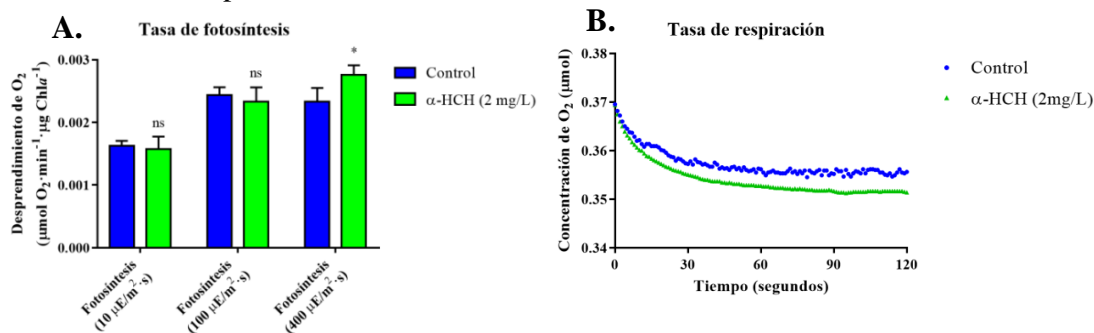 A.
Tasa de fotosíntesis
Desprendimiento de O2
(µmol O2·min-1·µg Chla-1)
0.003
0.002
0.001
0.000
ns
ns
*
Fotosíntesis
(10 µE/m2·s)
Fotosíntesis
(100 µE/m2·s)
Fotosíntesis
(400 µE/m2·s)
Control
α-HCH (2 mg/L)
B.
Tasa de respiración
Concentración de O2 (µmol)
0.38
0.37
0.36
0.35
0.34
0
30
60
90
120
Tiempo (segundos)
Control
α-HCH (2mg/L)